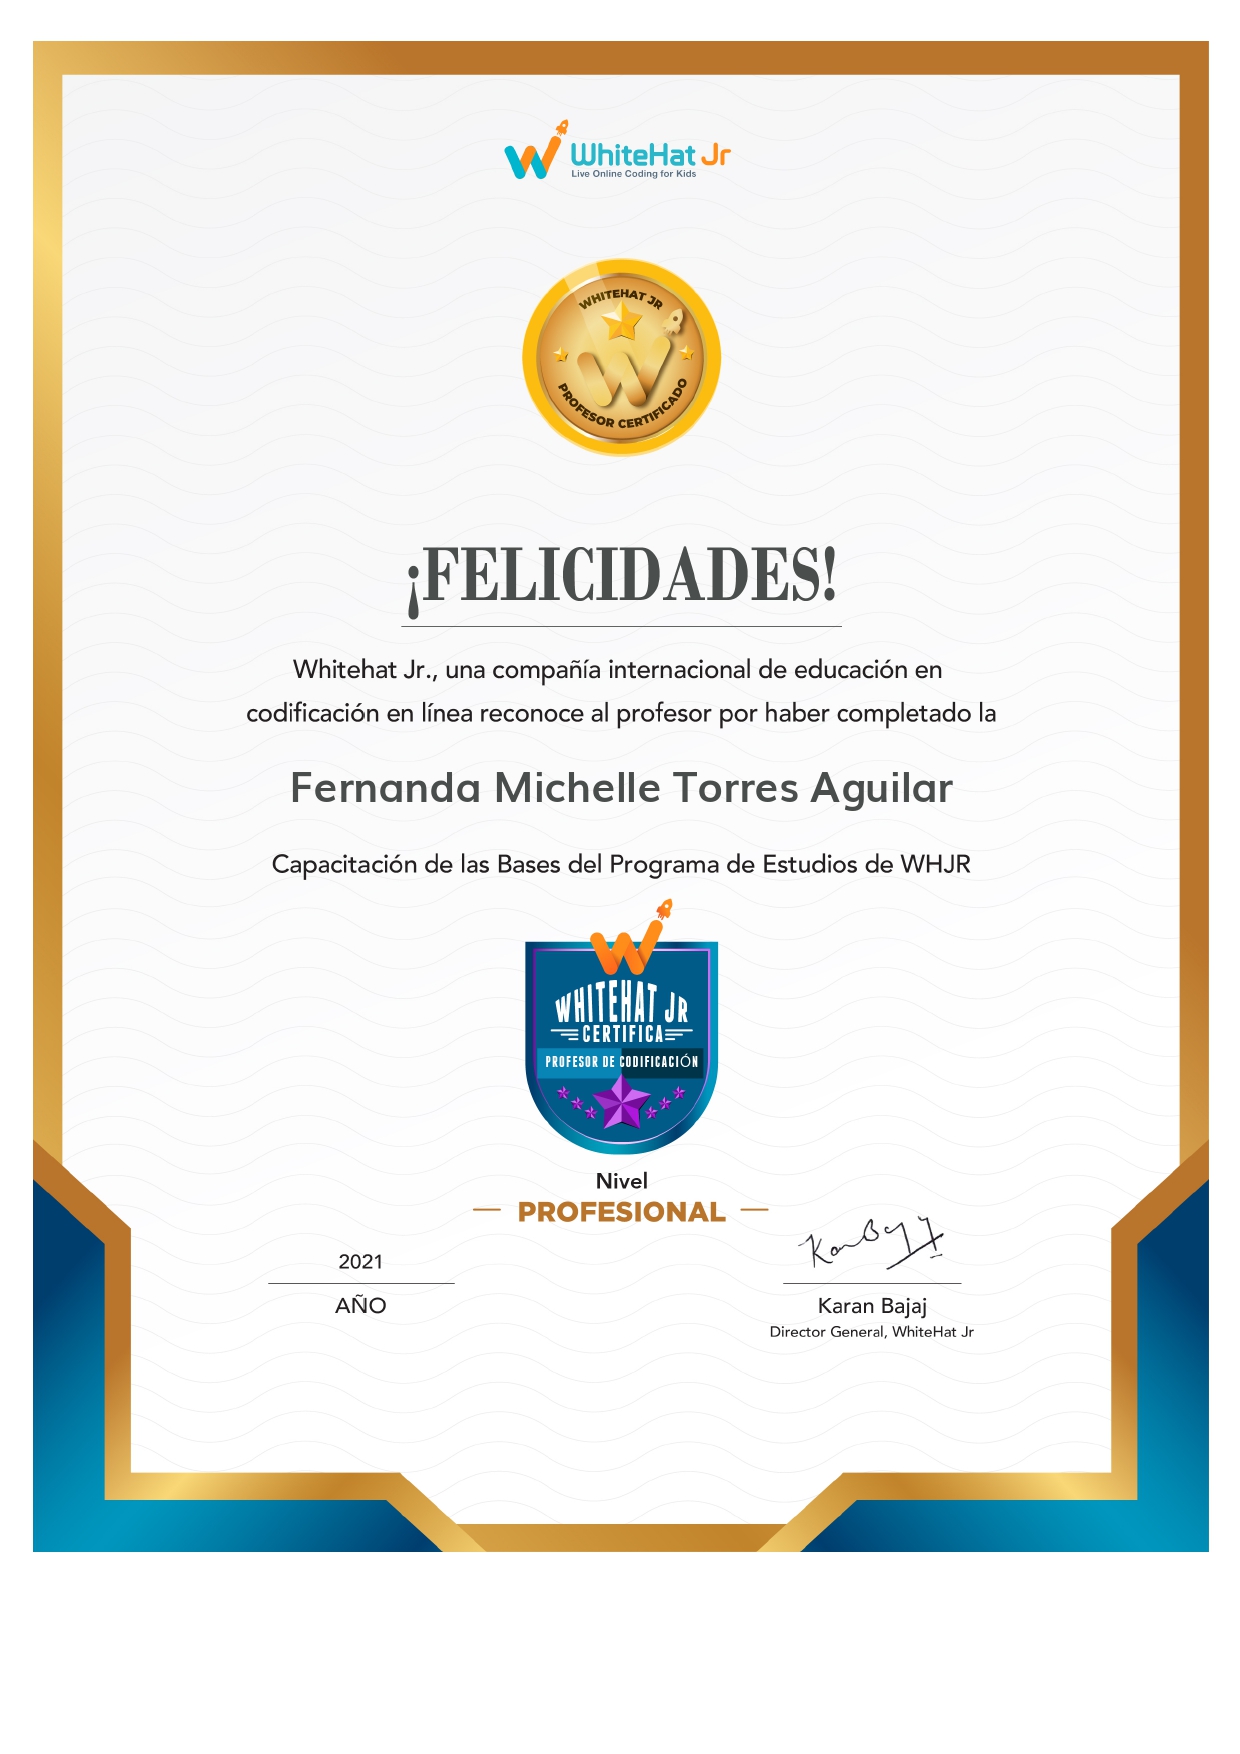 WhiteHat Jr
Live Online Coding for Kids
WHITEHAT JR
PROFESOR CERTIFICADO
¡FELICIDADES!
Whitehat Jr., una compañía internacional de educación en
codificación en línea reconoce al profesor por haber completado la
Fernanda Michelle Torres Aguilar
Capacitación de las Bases del Programa de Estudios de WHJR
WHITEHAT JR
CERTIFICA
PROFESOR DE CODIFICACIÓN
Nivel
PROFESIONAL
2021
AÑO
Karan Bajaj
Director General, WhiteHat Jr